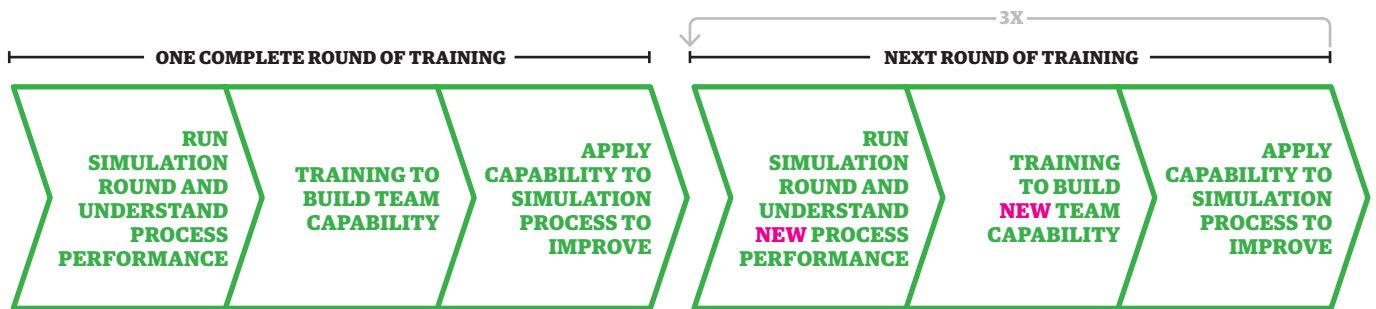 3X
ONE COMPLETE ROUND OF TRAINING
NEXT ROUND OF TRAINING
RUN
SIMULATION
ROUND AND
UNDERSTAND
PROCESS
PERFORMANCE
TRAINING TO
BUILD TEAM
CAPABILITY
APPLY
CAPABILITY TO
SIMULATION
PROCESS TO
IMPROVE
RUN
SIMULATION
ROUND AND
UNDERSTAND
NEW PROCESS
PERFORMANCE
TRAINING
TO BUILD
NEW TEAM
CAPABILITY
APPLY
CAPABILITY TO
SIMULATION
PROCESS TO
IMPROVE